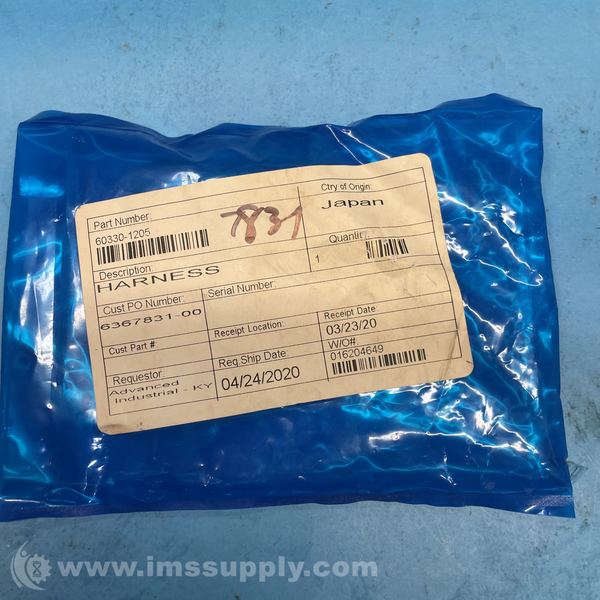 Part Number:
60330-1205
7831
Ctry of Origin:
Japan
Description:
HARNESS
Quantity:
1
Cust PO Number:
6367831-00
Serial Number:
Cust Part #:
Receipt Location:
Receipt Date
03/23/20
Requestor:
Advanced
Industrial - KY
Req.Ship Date
04/24/2020
W/O#
016204649
www.imssupply.com